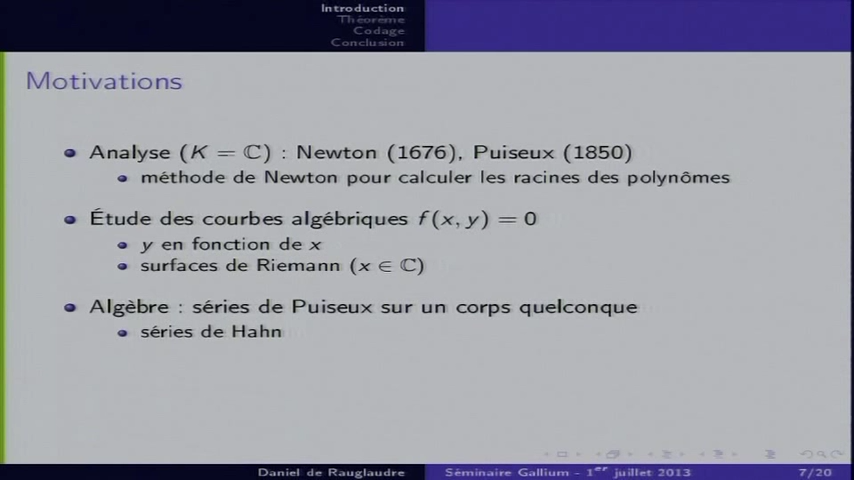 Introduction
Théorème
Codage
Conclusion
Motivations
Analyse (K = ℂ) : Newton (1676), Puiseux (1850)
méthode de Newton pour calculer les racines des polynômes
Étude des courbes algébriques f(x, y) = 0
y en fonction de x
surfaces de Riemann (x ∈ ℂ)
Algèbre : séries de Puiseux sur un corps quelconque
séries de Hahn
Daniel de Rauglaudre
Séminaire Gallium - 1er juillet 2013
7/20